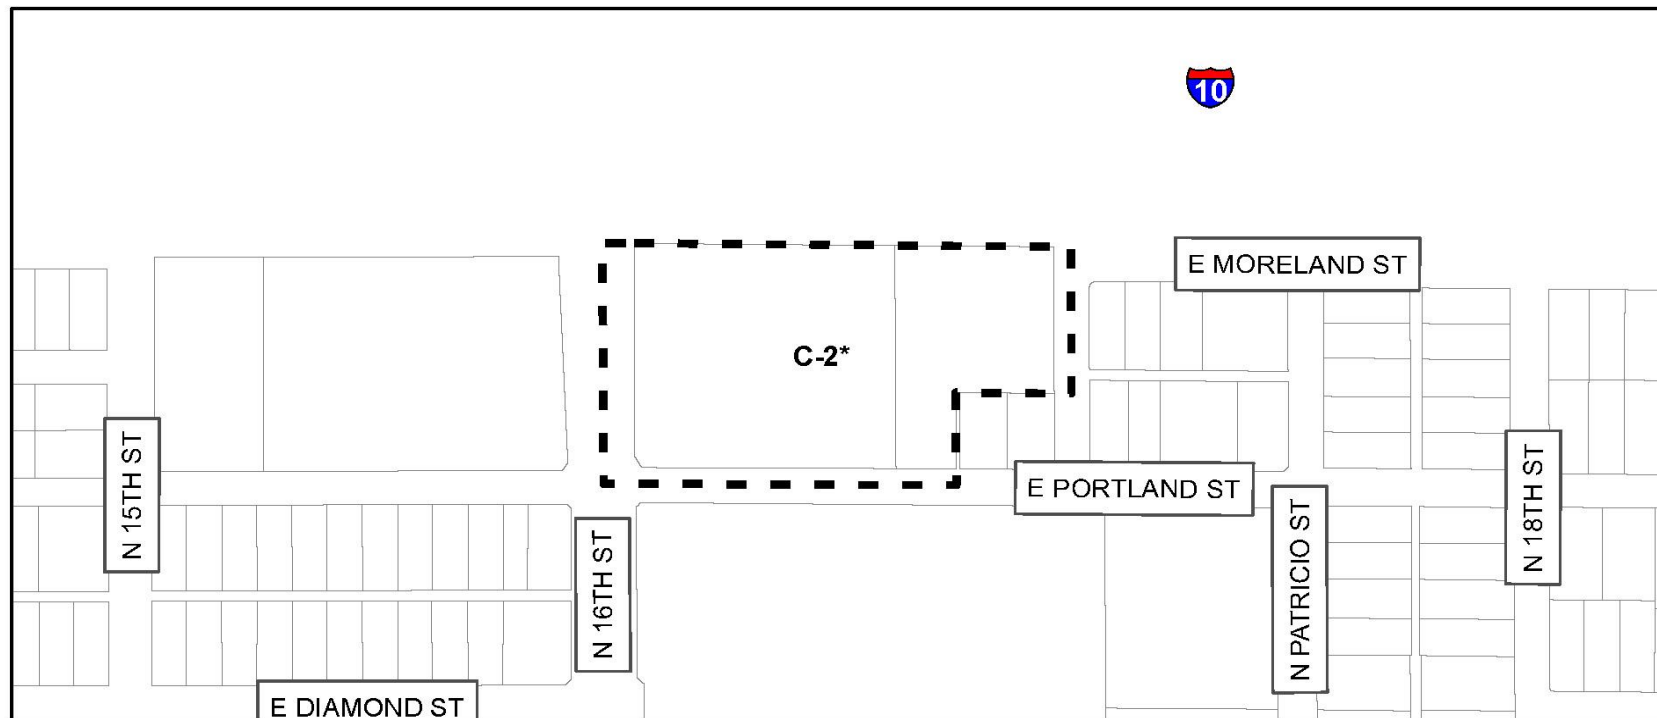 10
E MORELAND ST
C-2*
N 15TH ST
E PORTLAND ST
N 18TH ST
N 16TH ST
N PATRICIO ST
E DIAMOND ST